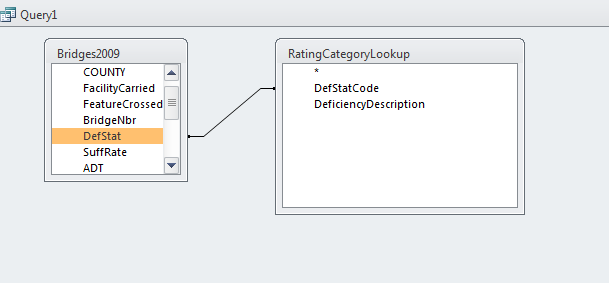 Query1
Bridges2009
COUNTY
FacilityCarried
FeatureCrossed
BridgeNbr
DefStat
SuffRate
ADT
RatingCategoryLookup
*
DefStatCode
DeficiencyDescription